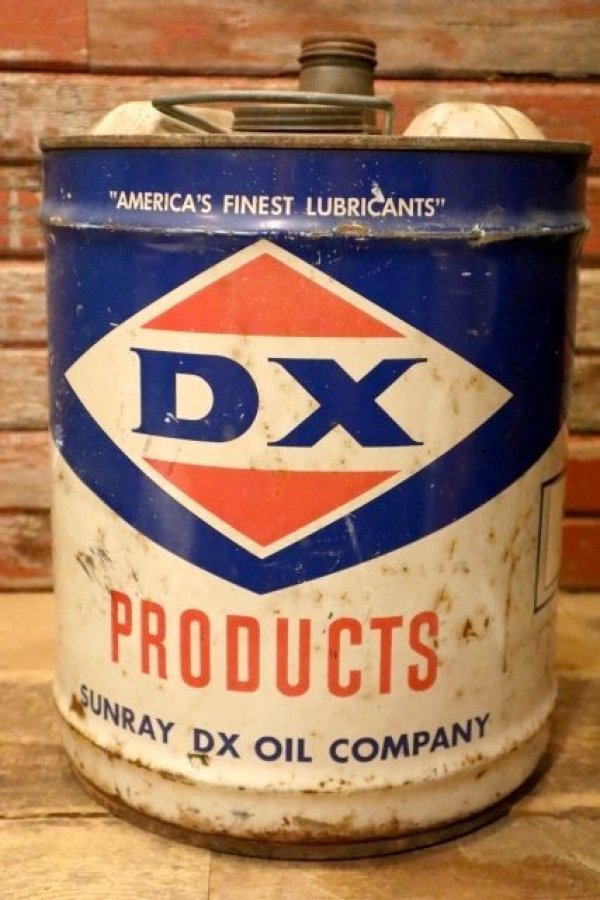 "AMERICA'S FINEST LUBRICANTS"
DX
PRODUCTS
SUNRAY DX OIL COMPANY